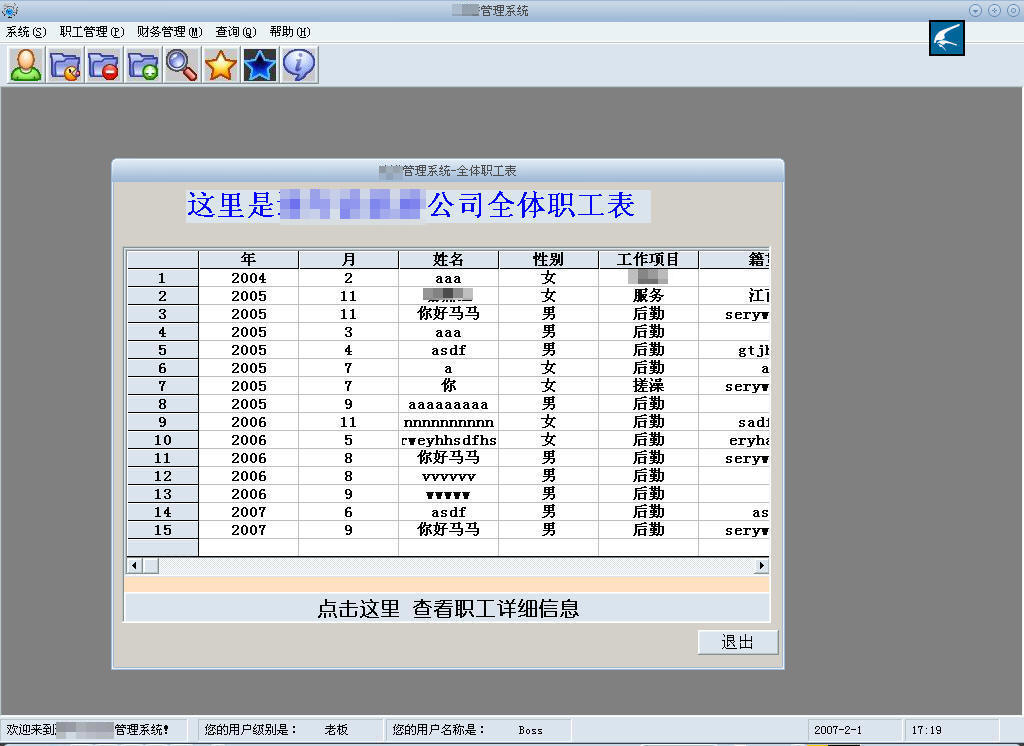 管理系统
系统(S) 职工管理(P) 财务管理(M) 查询(Q) 帮助(H)
管理系统-全体职工表
这里是 公司全体职工表
年 月 姓名 性别 工作项目 籍
1 2004 2 aaa 女
2 2005 11 女 服务 江
3 2005 11 你好马马 男 后勤 seryw
4 2005 3 aaa 男 后勤
5 2005 4 asdf 男 后勤 gtjh
6 2005 7 a 女 后勤 a
7 2005 7 你 女 搓澡 seryw
8 2005 9 aaaaaaaaa 男 后勤
9 2006 11 nnnnnnnnnn 女 后勤 sadf
10 2006 5 rweyhhsdfhs 女 后勤 eryha
11 2006 8 你好马马 男 后勤 seryw
12 2006 8 vvvvvv 男 后勤
13 2006 9 wwwww 男 后勤
14 2007 6 asdf 男 后勤 as
15 2007 9 你好马马 男 后勤 seryw
点击这里 查看职工详细信息
退出
欢迎来到 管理系统! 您的用户级别是: 老板 您的用户名称是: Boss 2007-2-1 17:19